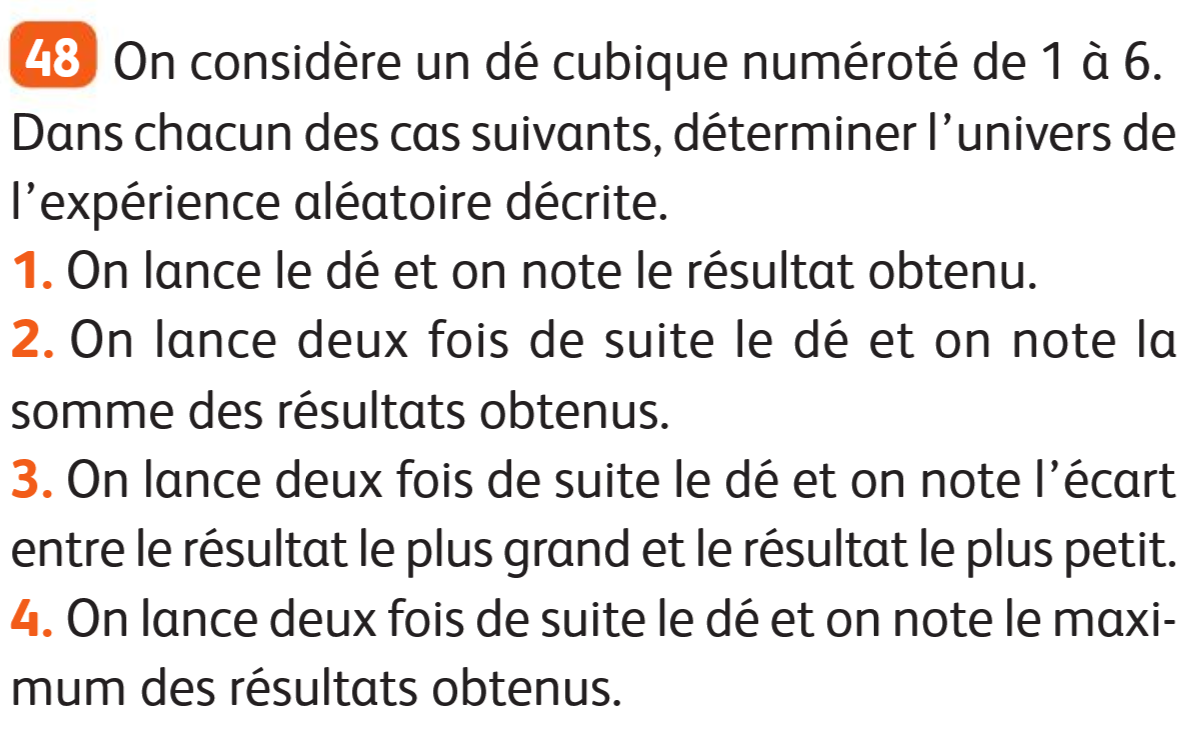 48 On considère un dé cubique numéroté de 1 à 6.
Dans chacun des cas suivants, déterminer l’univers de
l’expérience aléatoire décrite.
1. On lance le dé et on note le résultat obtenu.
2. On lance deux fois de suite le dé et on note la
somme des résultats obtenus.
3. On lance deux fois de suite le dé et on note l’écart
entre le résultat le plus grand et le résultat le plus petit.
4. On lance deux fois de suite le dé et on note le maxi-
mum des résultats obtenus.